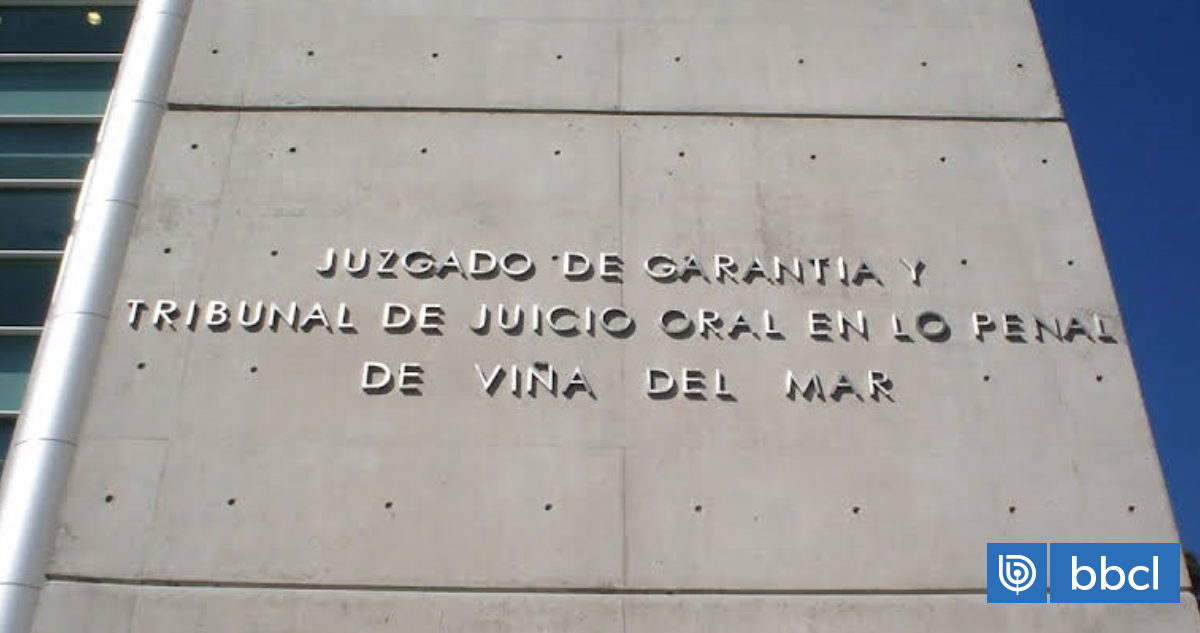 JUZGADO DE GARANTIA Y
TRIBUNAL DE JUICIO ORAL EN LO PENAL
DE VIÑA DEL MAR
bbcl